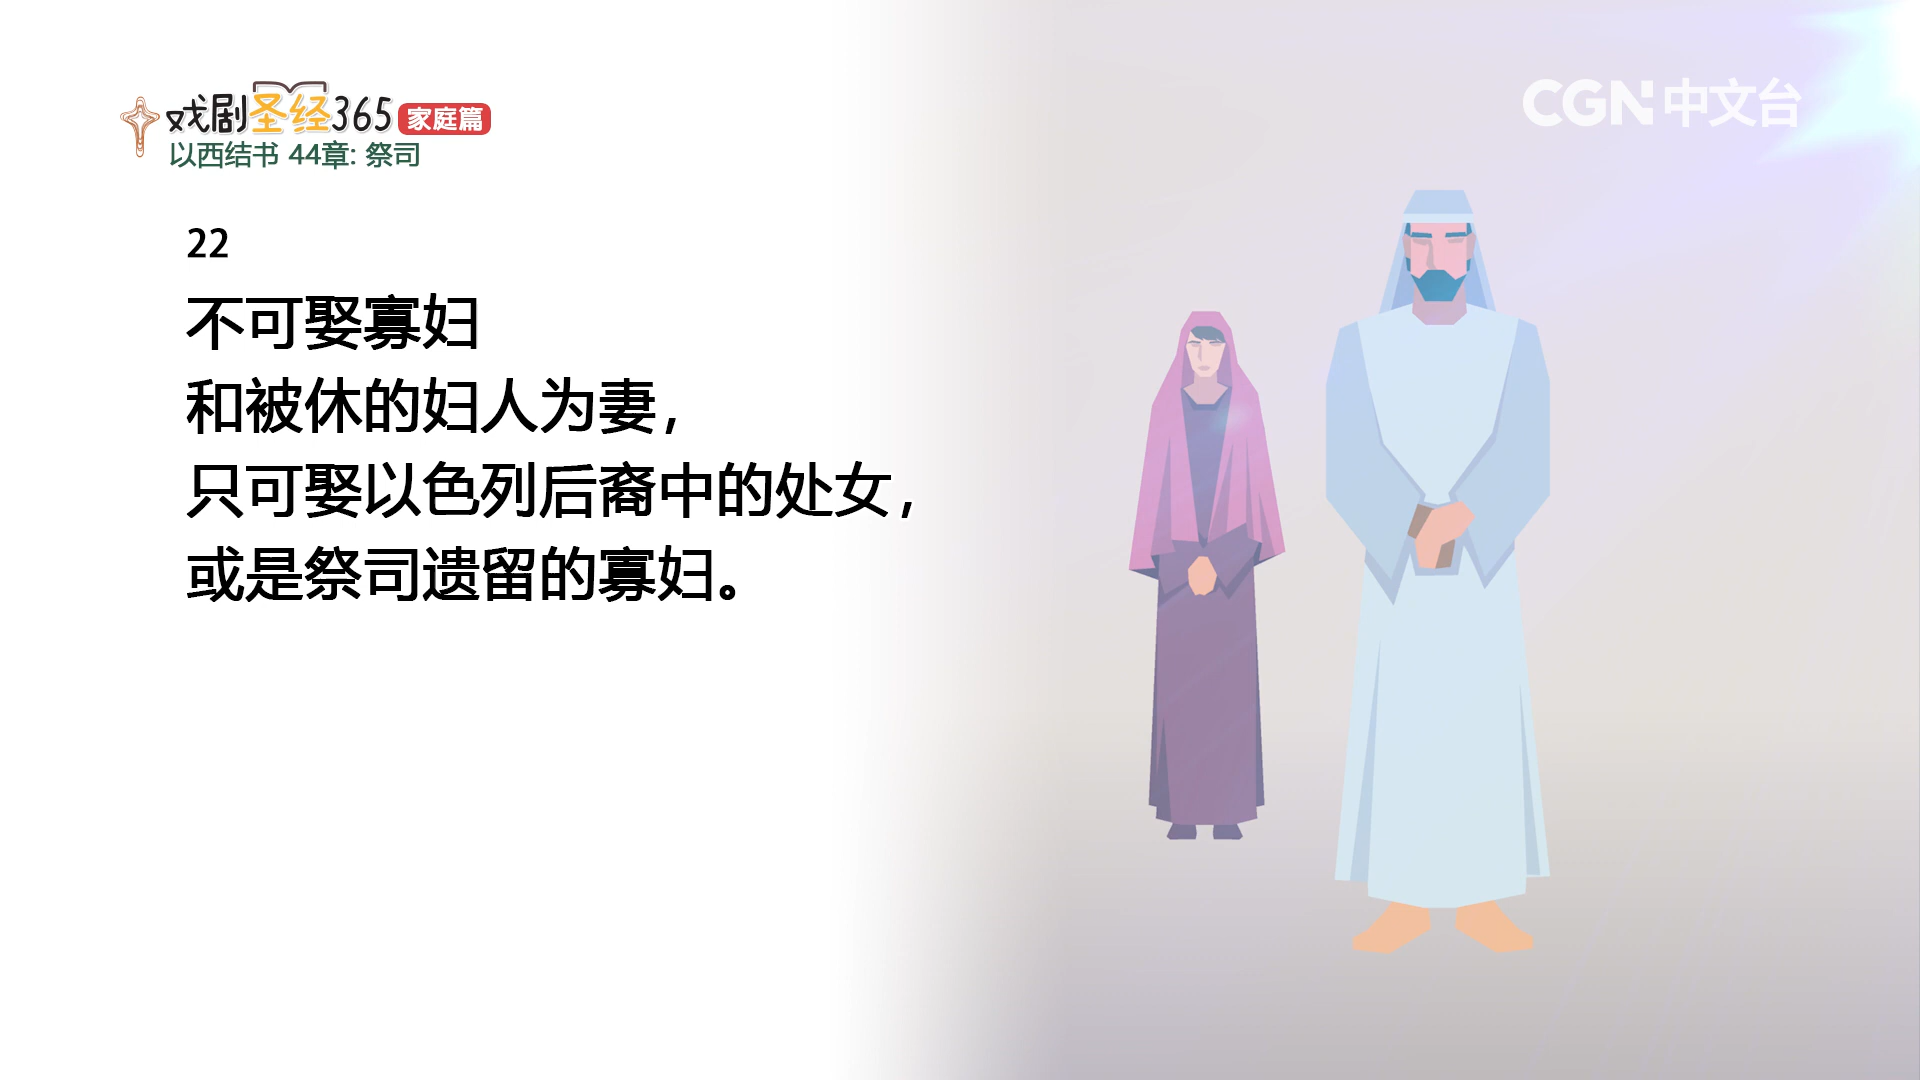 戏剧圣经365 家庭篇
以西结书 44章: 祭司
CGN 中文台
22
不可娶寡妇
和被休的妇人为妻，
只可娶以色列后裔中的处女，
或是祭司遗留的寡妇。